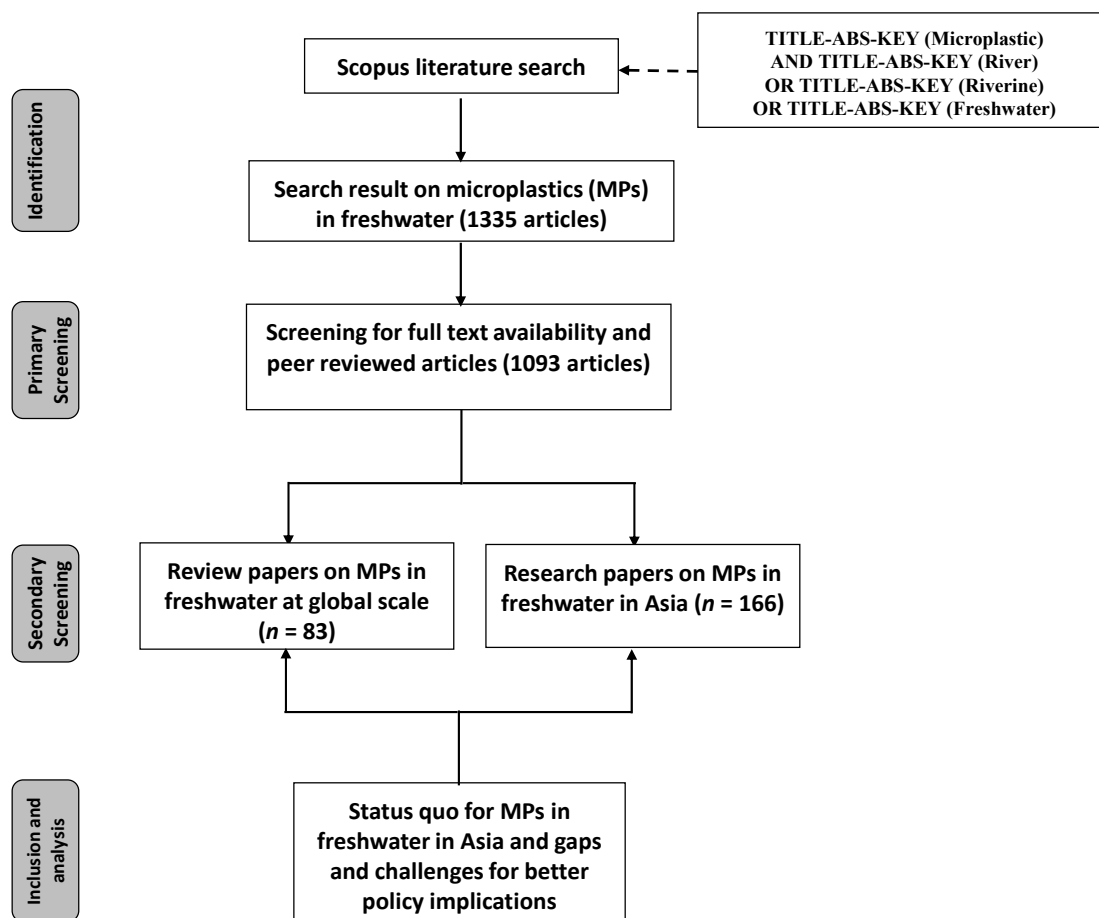 Scopus literature search
TITLE-ABS-KEY (Microplastic)
AND TITLE-ABS-KEY (River)
OR TITLE-ABS-KEY (Riverine)
OR TITLE-ABS-KEY (Freshwater)
Identification
Search result on microplastics (MPs)
in freshwater (1335 articles)
Primary
Screening
Screening for full text availability and
peer reviewed articles (1093 articles)
Secondary
Screening
Review papers on MPs in
freshwater at global scale
(n = 83)
Research papers on MPs in
freshwater in Asia (n = 166)
Inclusion and
analysis
Status quo for MPs in
freshwater in Asia and gaps
and challenges for better
policy implications